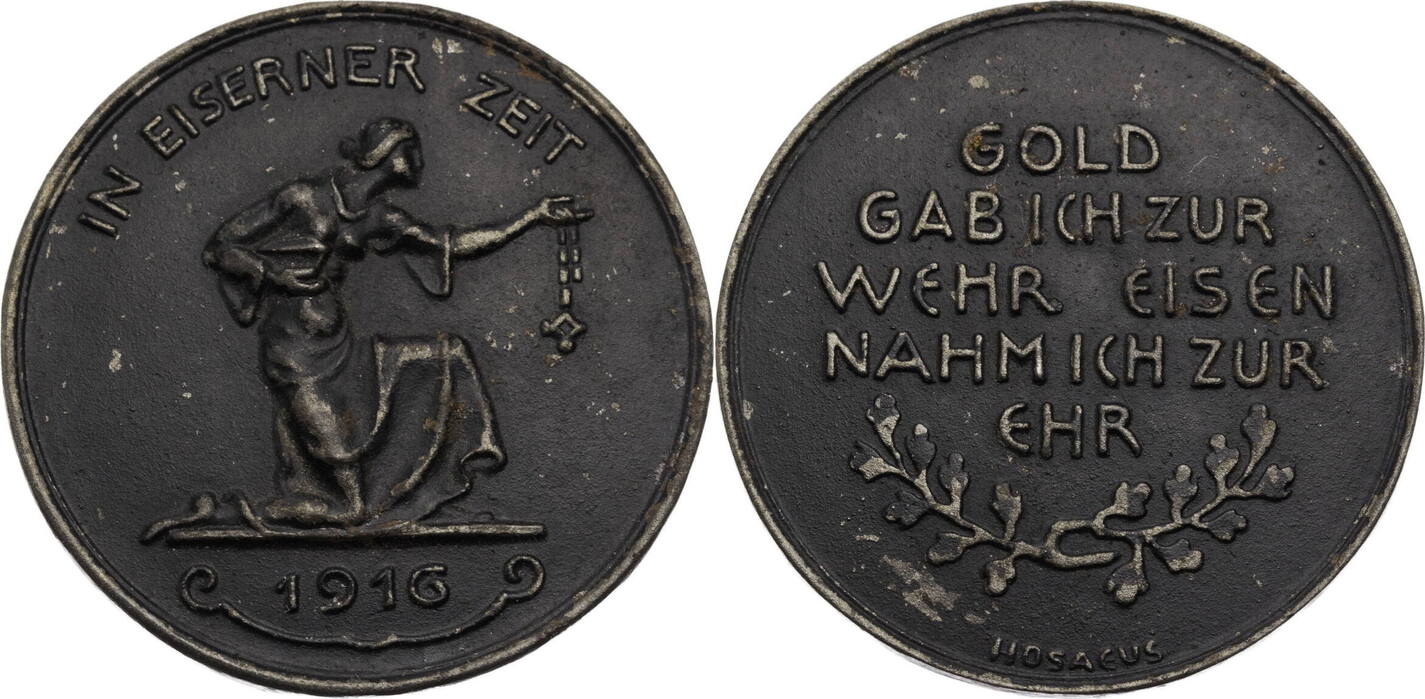 IN EISERNER ZEIT
1916
GOLD
GAB ICH ZUR
WEHR EISEN
NAHM ICH ZUR
EHR
HOSAEUS